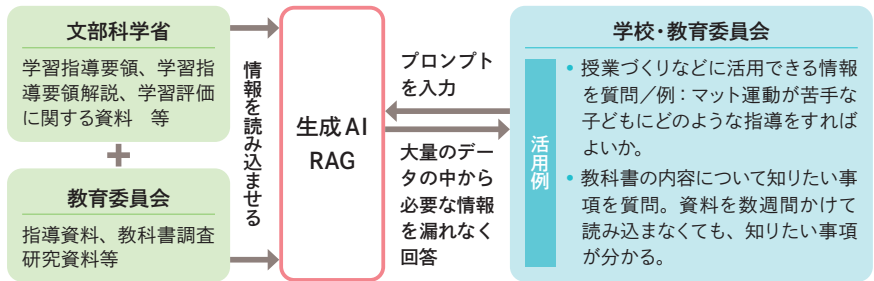 文部科学省
学習指導要領、学習指
導要領解説、学習評価
に関する資料　等
+
教育委員会
指導資料、教科書調査
研究資料等
情報を読み込ませる
生成AI
RAG
プロンプト
を入力
大量のデー
タの中から
必要な情報
を漏れなく
回答
学校・教育委員会
活用例
• 授業づくりなどに活用できる情報
を質問／例：マット運動が苦手な
子どもにどのような指導をすれば
よいか。
• 教科書の内容について知りたい事
項を質問。資料を数週間かけて
読み込まなくても、知りたい事項
が分かる。